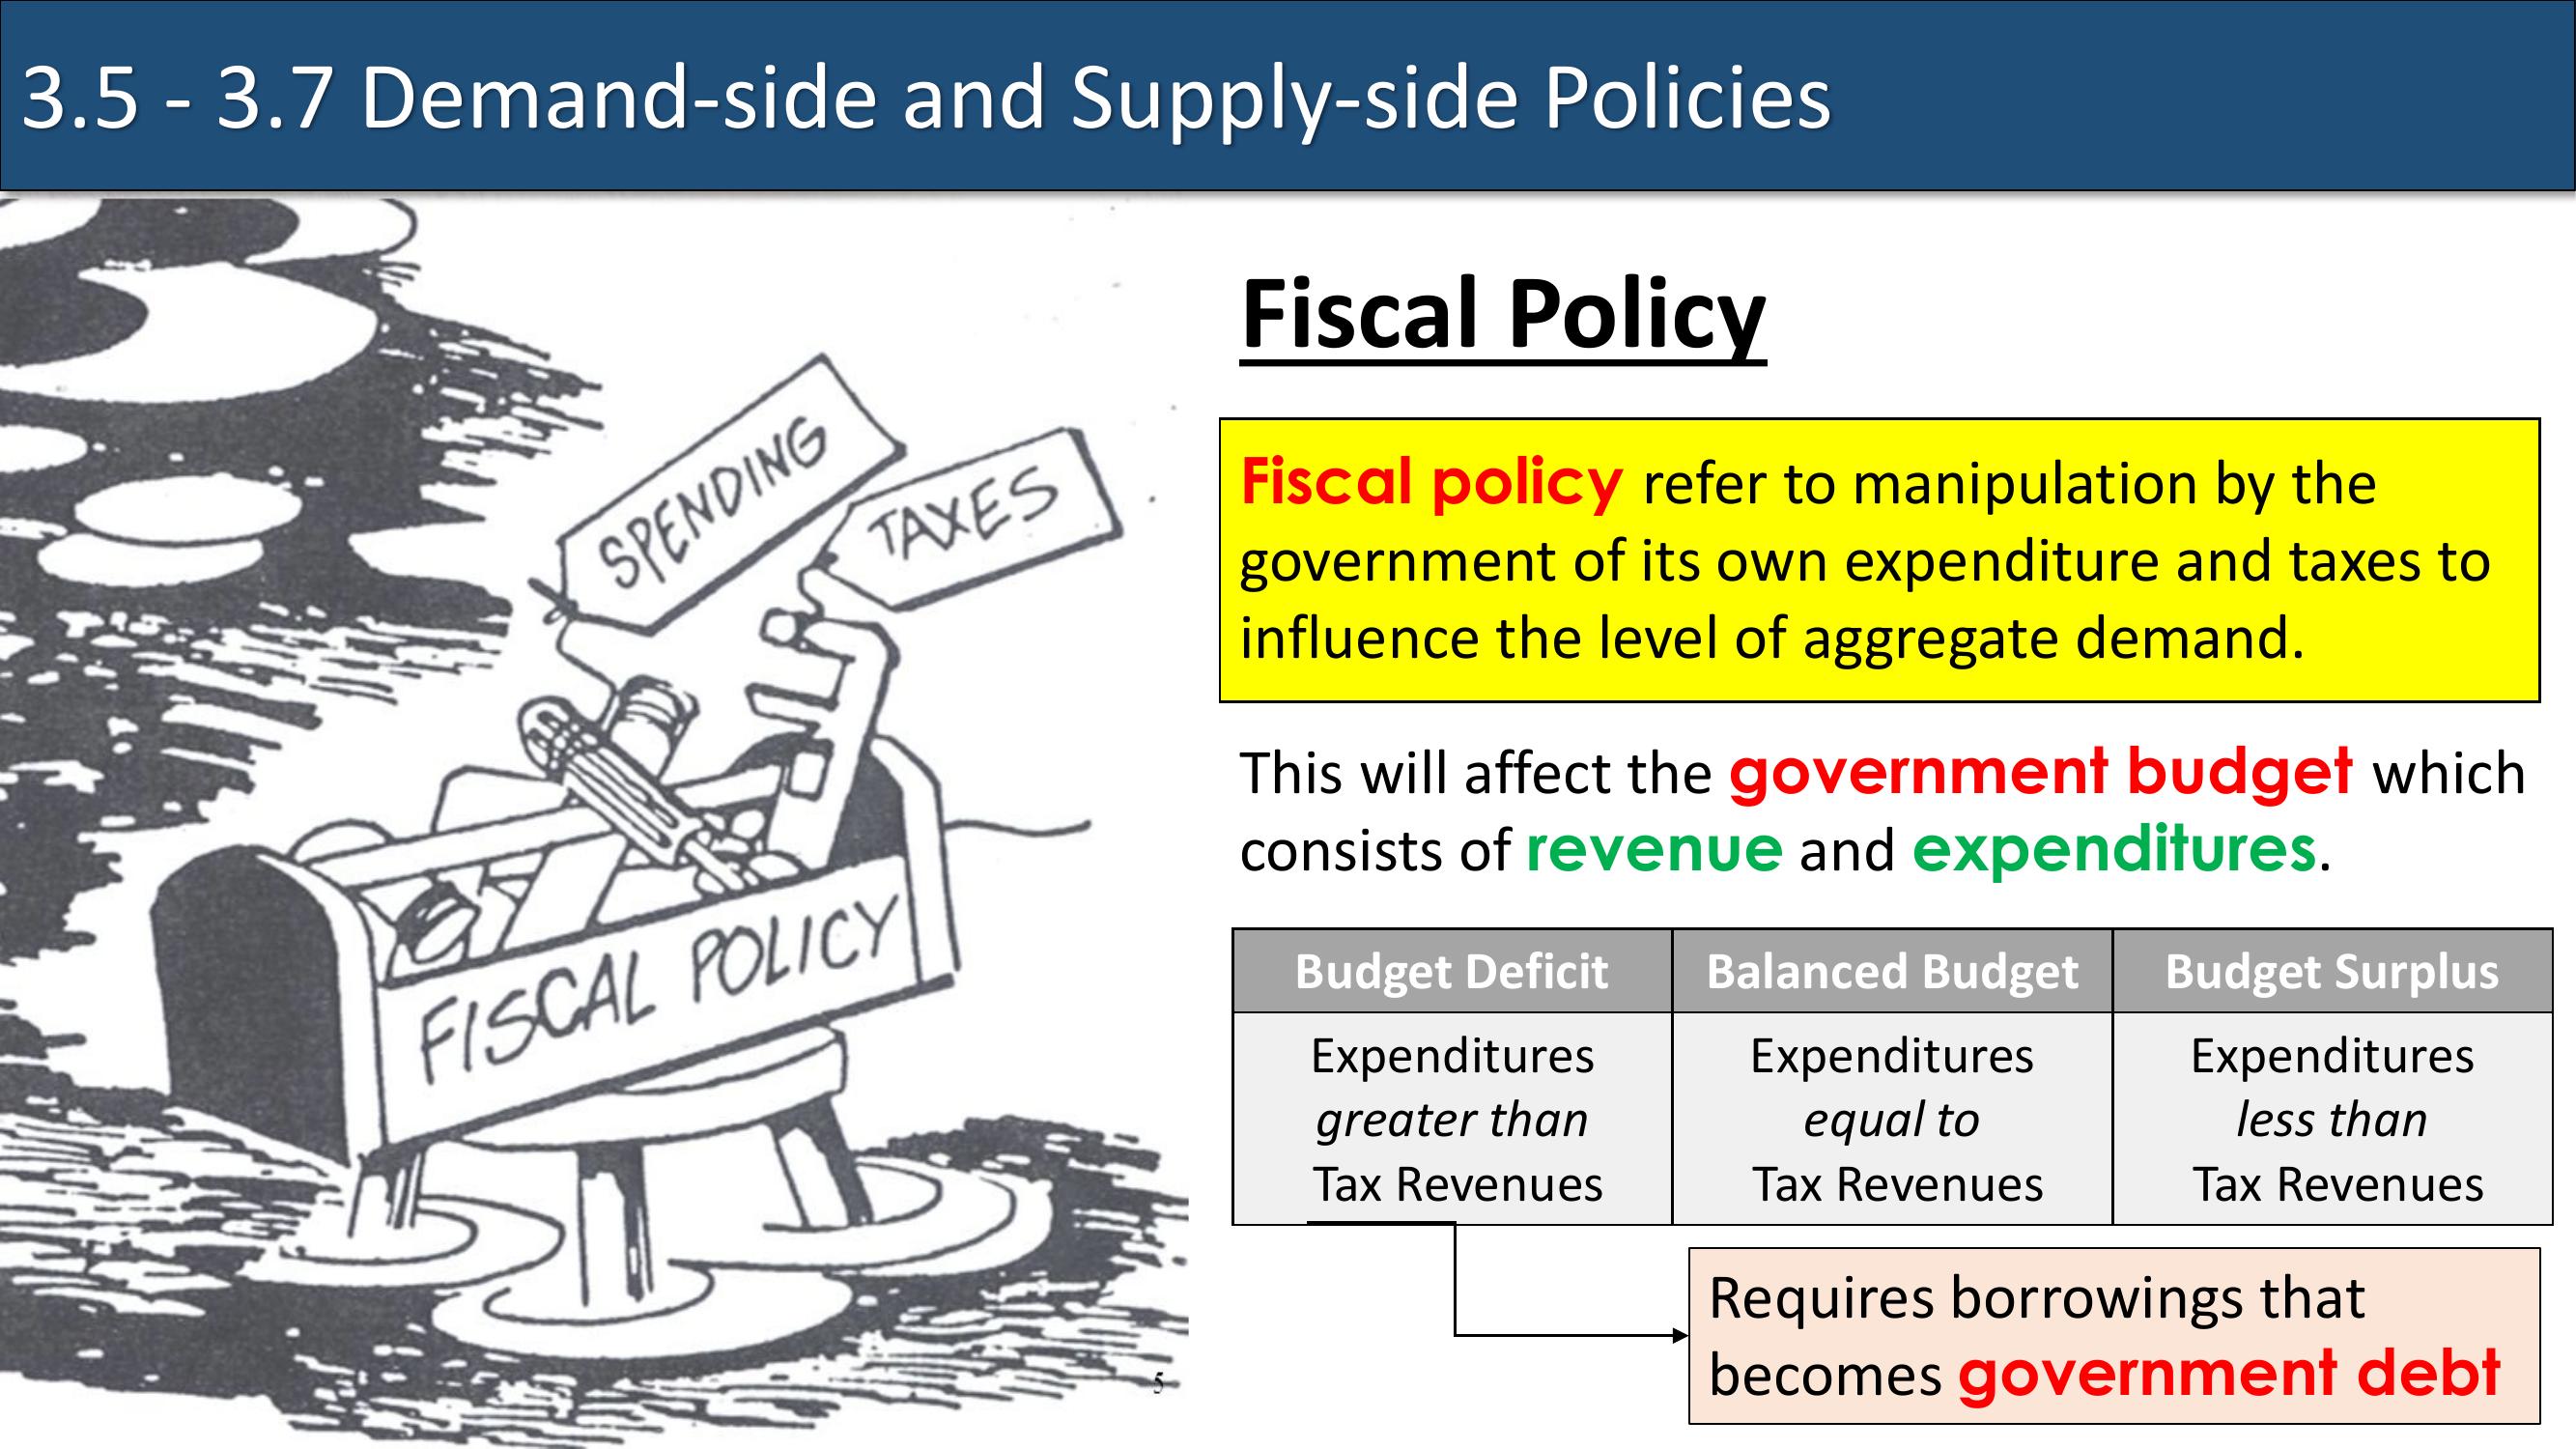 3.5 - 3.7 Demand-side and Supply-side Policies
SPENDING
TAXES
FISCAL POLICY
5
Fiscal Policy
Fiscal policy refer to manipulation by the
government of its own expenditure and taxes to
influence the level of aggregate demand.
This will affect the government budget which
consists of revenue and expenditures.
Budget Deficit
Balanced Budget
Budget Surplus
Expenditures
greater than
Tax Revenues
Expenditures
equal to
Tax Revenues
Expenditures
less than
Tax Revenues
Requires borrowings that
becomes government debt